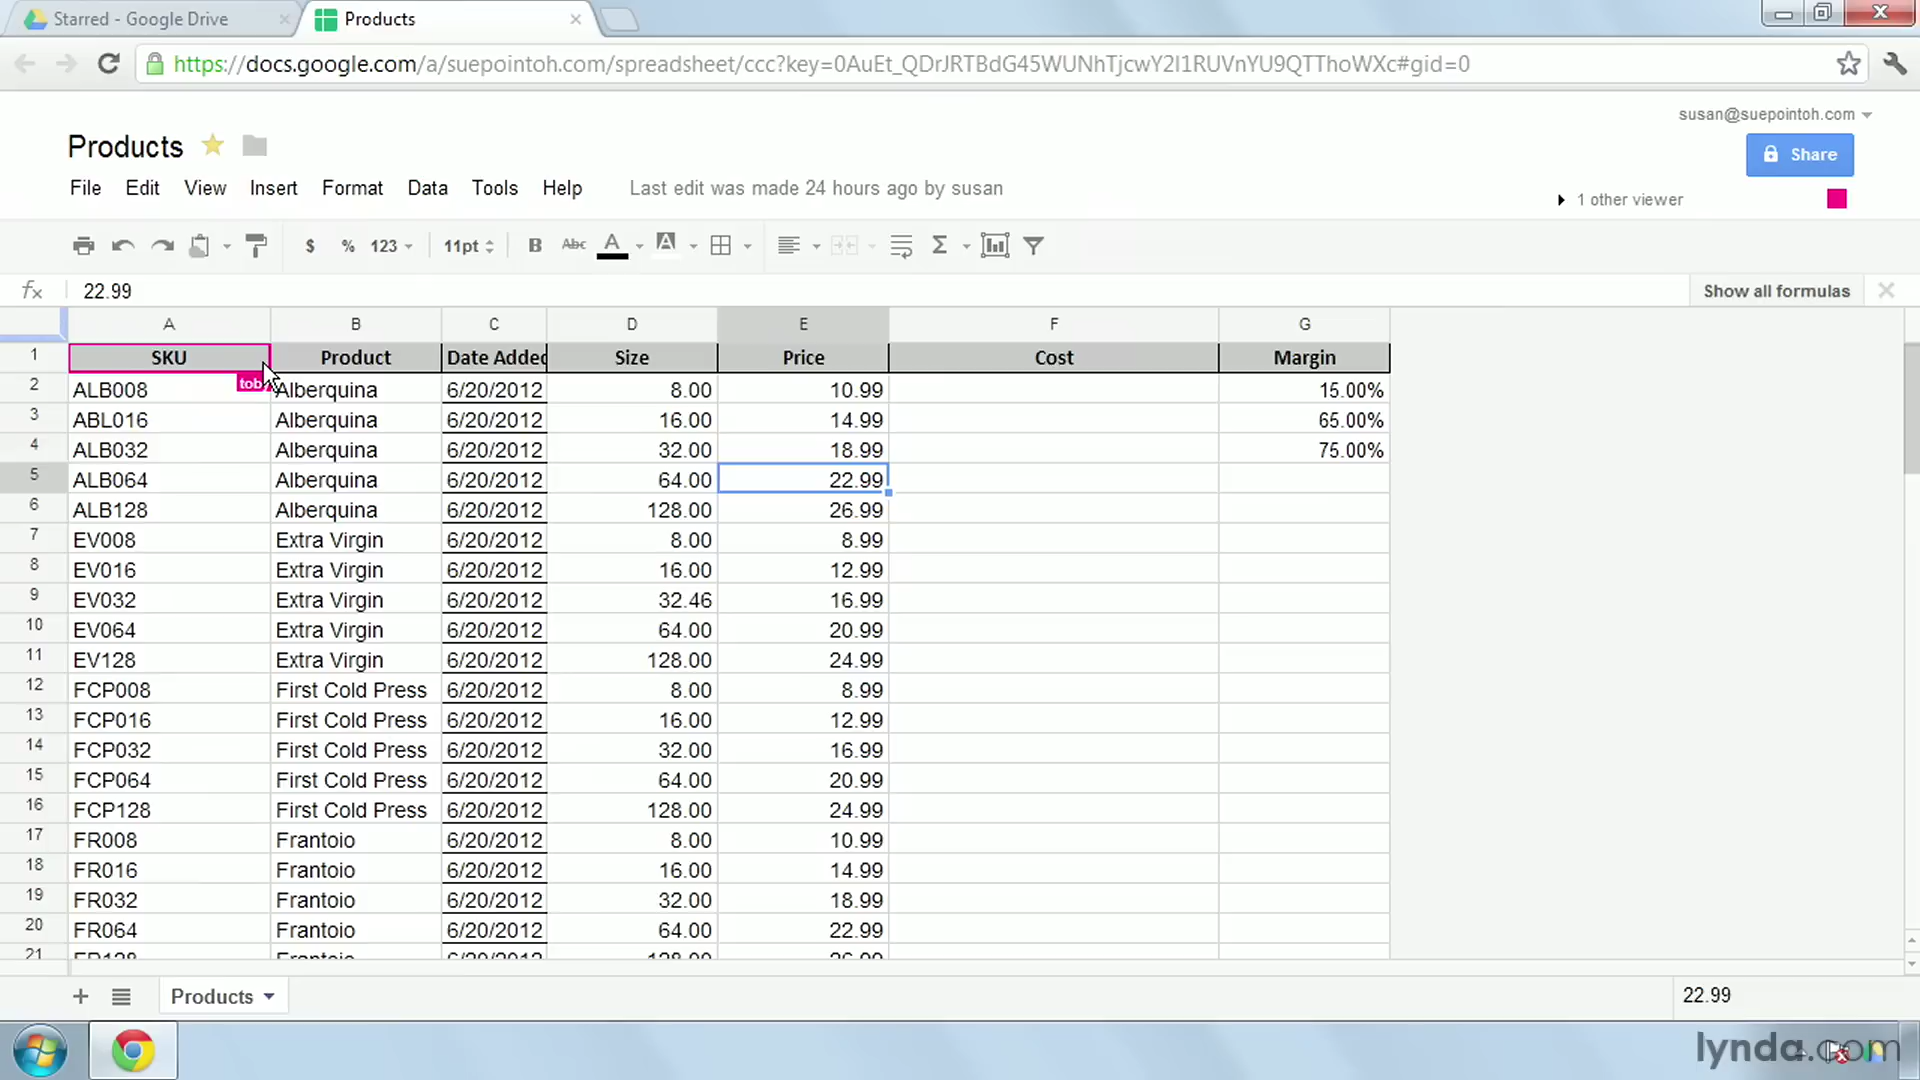 Starred - Google Drive
Products
https://docs.google.com/a/suepointoh.com/spreadsheet/ccc?key=0AuEt_QDrJRTBdG45WUNhTjcwY2I1RUVnYU9QTThoWXc#gid=0
susan@suepointoh.com
Products
Share
File Edit View Insert Format Data Tools Help Last edit was made 24 hours ago by susan
1 other viewer
$ % 123 11pt B Abc A A Σ
fx 22.99 Show all formulas
A B C D E F G
1 SKU Product Date Added Size Price Cost Margin
tob
2 ALB008 Alberquina 6/20/2012 8.00 10.99 15.00%
3 ABL016 Alberquina 6/20/2012 16.00 14.99 65.00%
4 ALB032 Alberquina 6/20/2012 32.00 18.99 75.00%
5 ALB064 Alberquina 6/20/2012 64.00 22.99
6 ALB128 Alberquina 6/20/2012 128.00 26.99
7 EV008 Extra Virgin 6/20/2012 8.00 8.99
8 EV016 Extra Virgin 6/20/2012 16.00 12.99
9 EV032 Extra Virgin 6/20/2012 32.46 16.99
10 EV064 Extra Virgin 6/20/2012 64.00 20.99
11 EV128 Extra Virgin 6/20/2012 128.00 24.99
12 FCP008 First Cold Press 6/20/2012 8.00 8.99
13 FCP016 First Cold Press 6/20/2012 16.00 12.99
14 FCP032 First Cold Press 6/20/2012 32.00 16.99
15 FCP064 First Cold Press 6/20/2012 64.00 20.99
16 FCP128 First Cold Press 6/20/2012 128.00 24.99
17 FR008 Frantoio 6/20/2012 8.00 10.99
18 FR016 Frantoio 6/20/2012 16.00 14.99
19 FR032 Frantoio 6/20/2012 32.00 18.99
20 FR064 Frantoio 6/20/2012 64.00 22.99
21 FR128 Frantoio 6/20/2012 128.00 26.99
Products 22.99
lynda.com